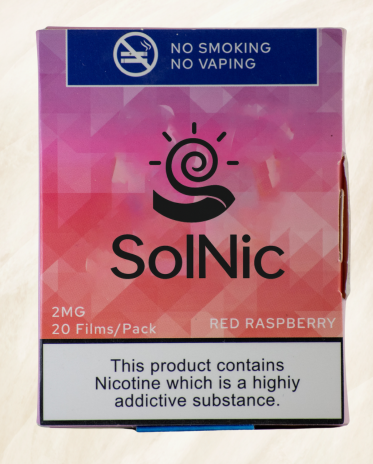 NO SMOKING
NO VAPING
SolNic
2MG
20 Films/Pack
RED RASPBERRY
This product contains
Nicotine which is a highiy
addictive substance.